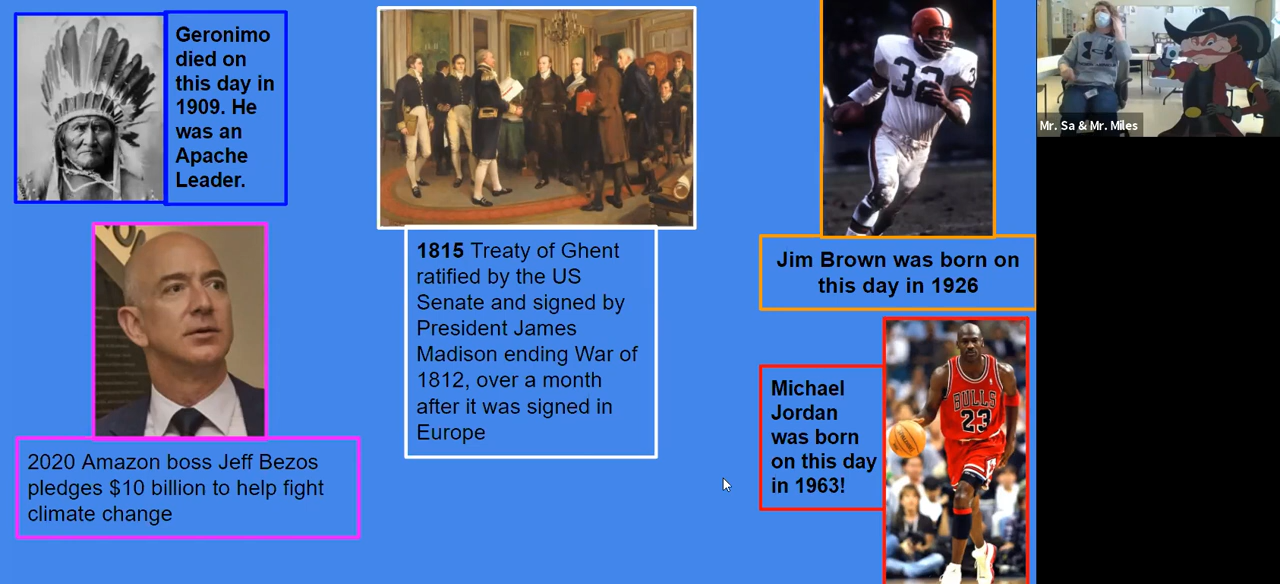 Geronimo
died on
this day in
1909. He
was an
Apache
Leader.
1815 Treaty of Ghent
ratified by the US
Senate and signed by
President James
Madison ending War of
1812, over a month
after it was signed in
Europe
32
Jim Brown was born on
this day in 1926
Mr. Sa & Mr. Miles
2020 Amazon boss Jeff Bezos
pledges $10 billion to help fight
climate change
Michael
Jordan
was born
on this day
in 1963!
BULLS
23